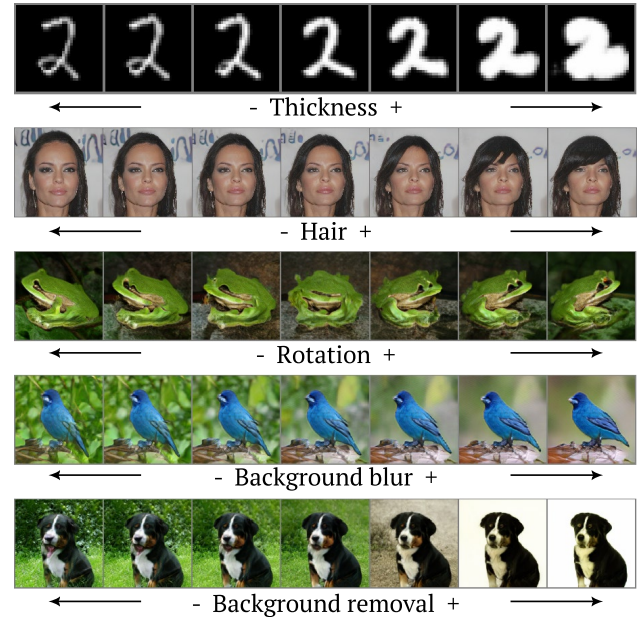 - Thickness +
- Hair +
- Rotation +
- Background blur +
- Background removal +